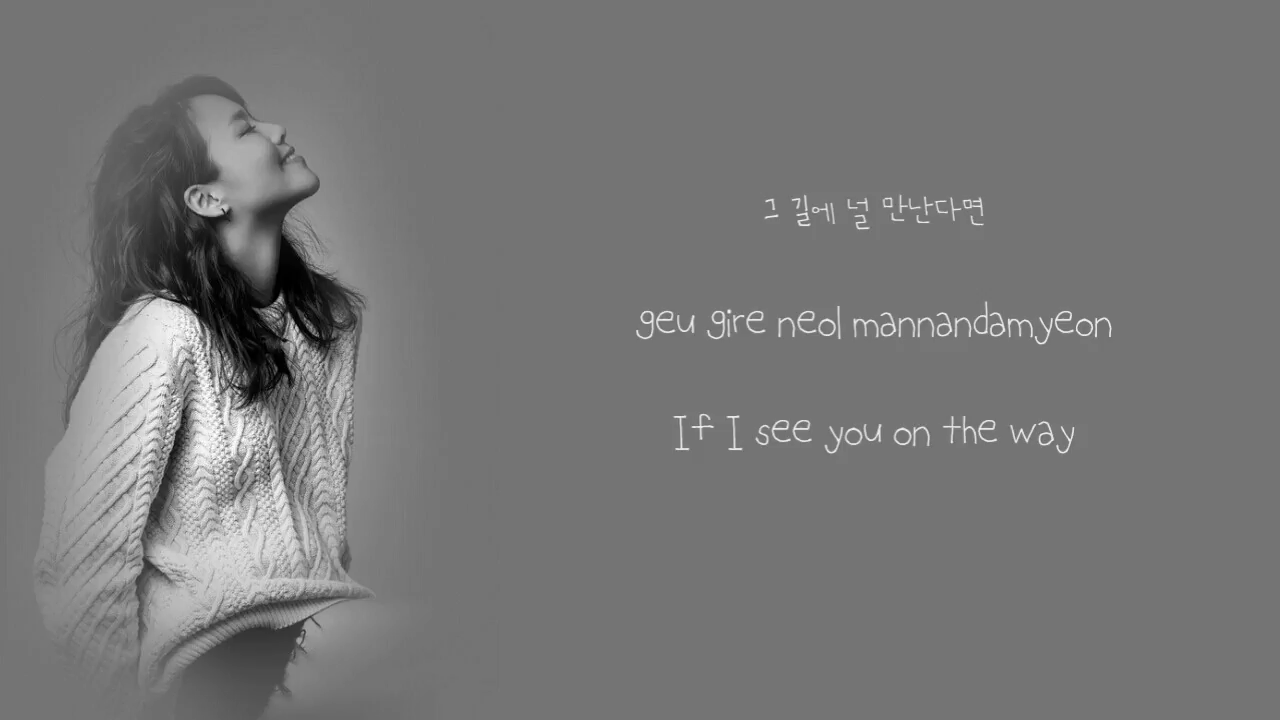 그 길에 널 만난다면
geu gire neol mannandamyeon
If I see you on the way